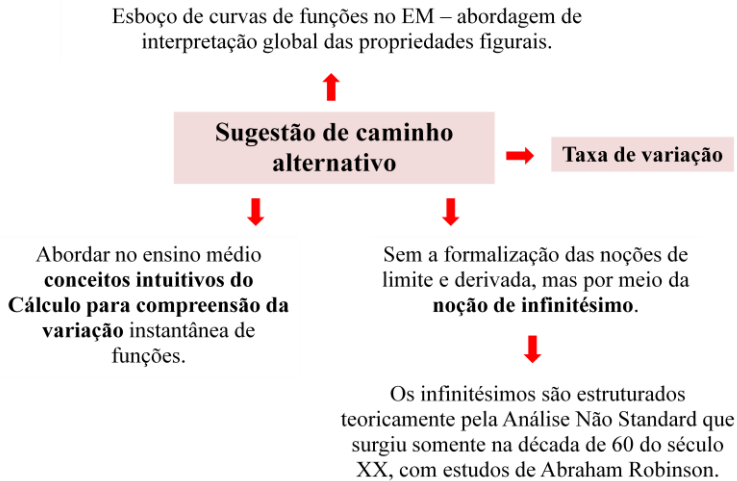 Esboço de curvas de funções no EM – abordagem de
interpretação global das propriedades figurais.
Sugestão de caminho
alternativo
Taxa de variação
Abordar no ensino médio
conceitos intuitivos do
Cálculo para compreensão da
variação instantânea de
funções.
Sem a formalização das noções de
limite e derivada, mas por meio da
noção de infinitésimo.
Os infinitésimos são estruturados
teoricamente pela Análise Não Standard que
surgiu somente na década de 60 do século
XX, com estudos de Abraham Robinson.